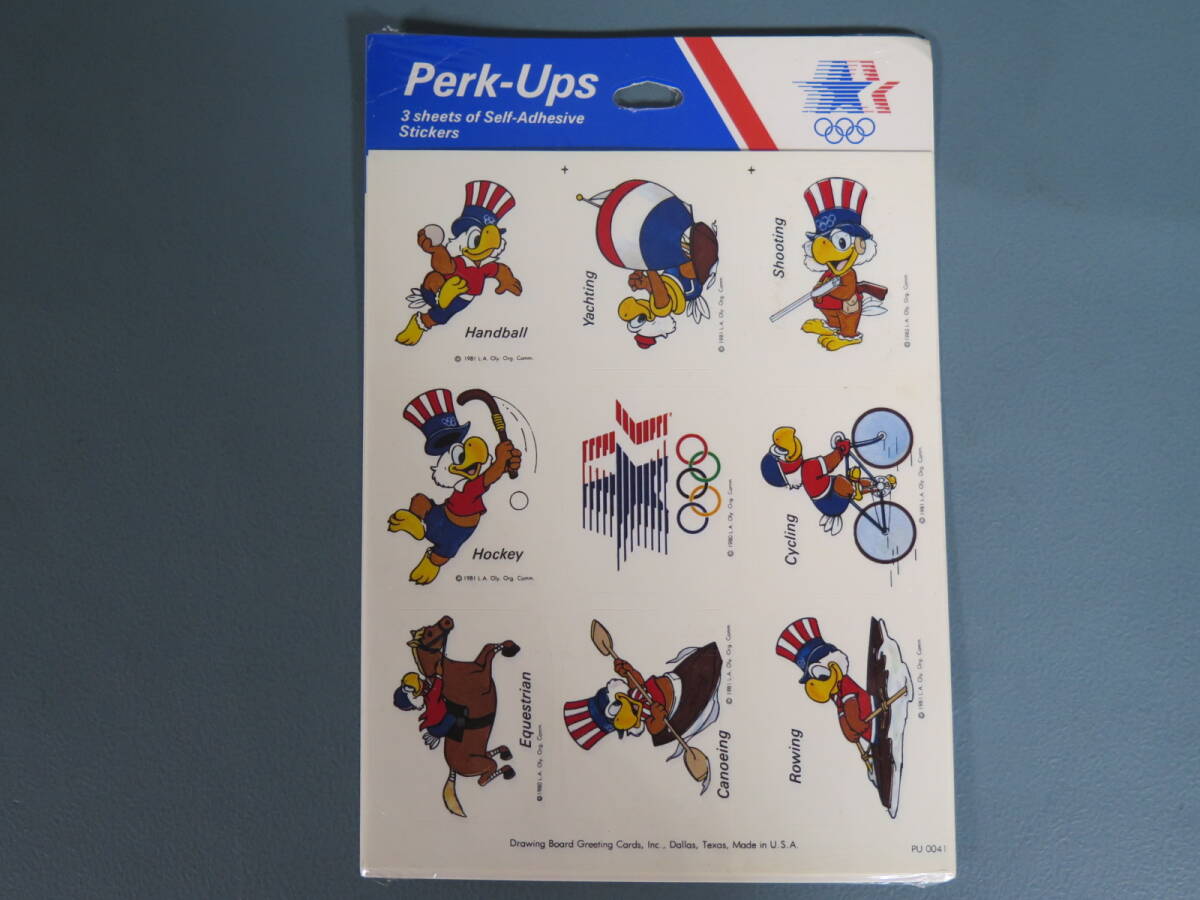 Perk-Ups
3 sheets of Self-Adhesive
Stickers
Handball
© 1981 L.A. Oly. Org. Comm.
Yachting
© 1981 L.A. Oly. Org. Comm.
Shooting
© 1982 L.A. Oly. Org. Comm.
Hockey
© 1981 L.A. Oly. Org. Comm.
© 1980 L.A. Oly. Org. Comm.
Cycling
© 1981 L.A. Oly. Org. Comm.
Equestrian
© 1980 L.A. Oly. Org. Comm.
Canoeing
© 1981 L.A. Oly. Org. Comm.
Rowing
© 1981 L.A. Oly. Org. Comm.
Drawing Board Greeting Cards, Inc., Dallas, Texas, Made in U.S.A.
PU 0041